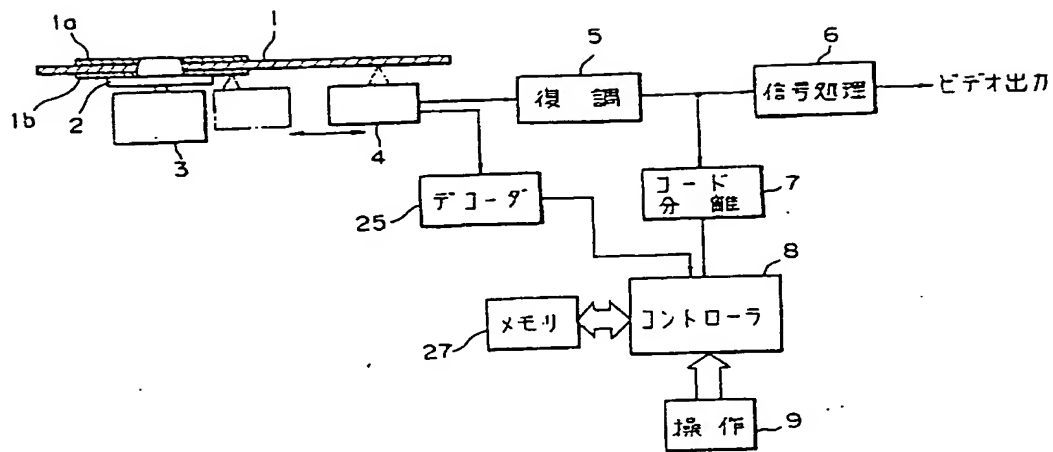 1a
1
1b
2
3
4
5
復調
6
信号処理
ビデオ出力
コード
分離
7
デコーダ
25
8
コントローラ
メモリ
27
操作
9